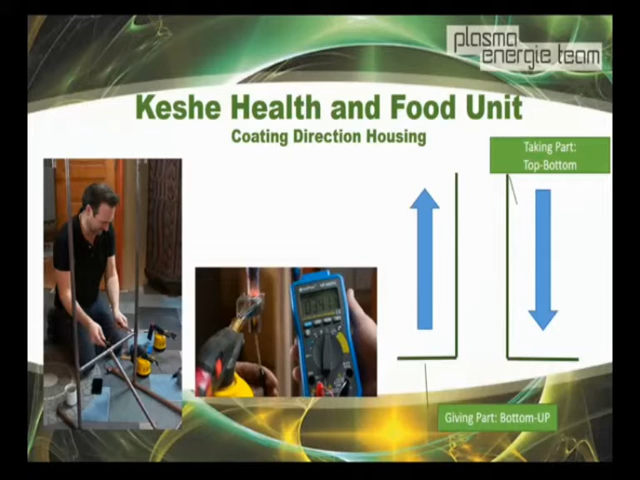 plasma
energie team
Keshe Health and Food Unit
Coating Direction Housing
Taking Part:
Top-Bottom
Giving Part: Bottom-UP